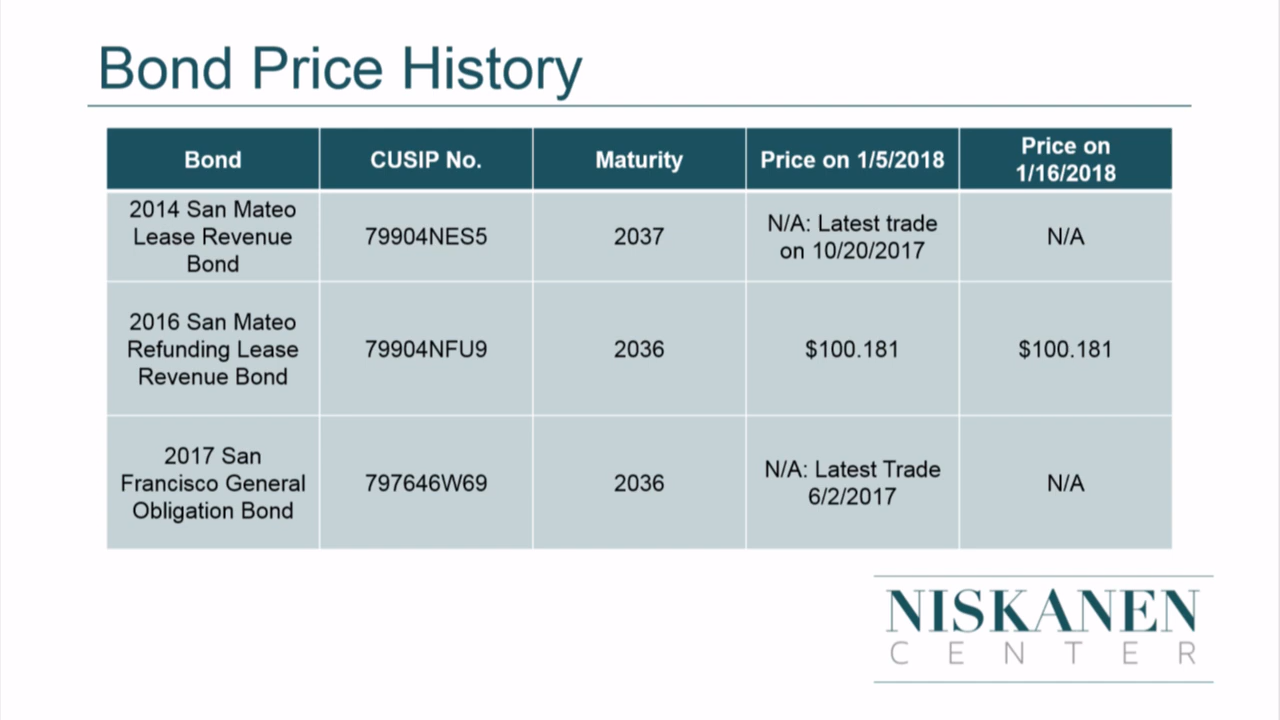 Bond Price History
Bond
CUSIP No.
Maturity
Price on 1/5/2018
Price on
1/16/2018
2014 San Mateo
Lease Revenue
Bond
79904NES5
2037
N/A: Latest trade
on 10/20/2017
N/A
2016 San Mateo
Refunding Lease
Revenue Bond
79904NFU9
2036
$100.181
$100.181
2017 San
Francisco General
Obligation Bond
797646W69
2036
N/A: Latest Trade
6/2/2017
N/A
NISKANEN
CENTER